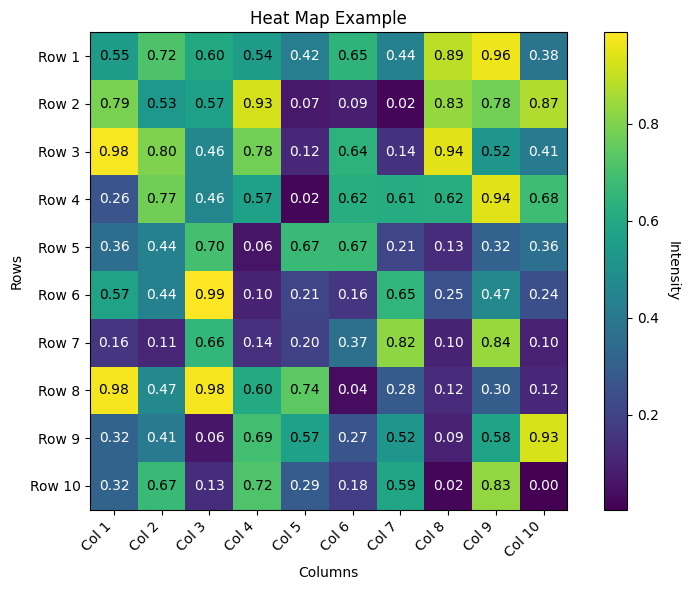 Heat Map Example
Row 1 0.55 0.72 0.60 0.54 0.42 0.65 0.44 0.89 0.96 0.38
Row 2 0.79 0.53 0.57 0.93 0.07 0.09 0.02 0.83 0.78 0.87
Row 3 0.98 0.80 0.46 0.78 0.12 0.64 0.14 0.94 0.52 0.41
Row 4 0.26 0.77 0.46 0.57 0.02 0.62 0.61 0.62 0.94 0.68
Row 5 0.36 0.44 0.70 0.06 0.67 0.67 0.21 0.13 0.32 0.36
Row 6 0.57 0.44 0.99 0.10 0.21 0.16 0.65 0.25 0.47 0.24
Row 7 0.16 0.11 0.66 0.14 0.20 0.37 0.82 0.10 0.84 0.10
Row 8 0.98 0.47 0.98 0.60 0.74 0.04 0.28 0.12 0.30 0.12
Row 9 0.32 0.41 0.06 0.69 0.57 0.27 0.52 0.09 0.58 0.93
Row 10 0.32 0.67 0.13 0.72 0.29 0.18 0.59 0.02 0.83 0.00
Col 1 Col 2 Col 3 Col 4 Col 5 Col 6 Col 7 Col 8 Col 9 Col 10
Columns
Rows
0.8
0.6
0.4
0.2
Intensity